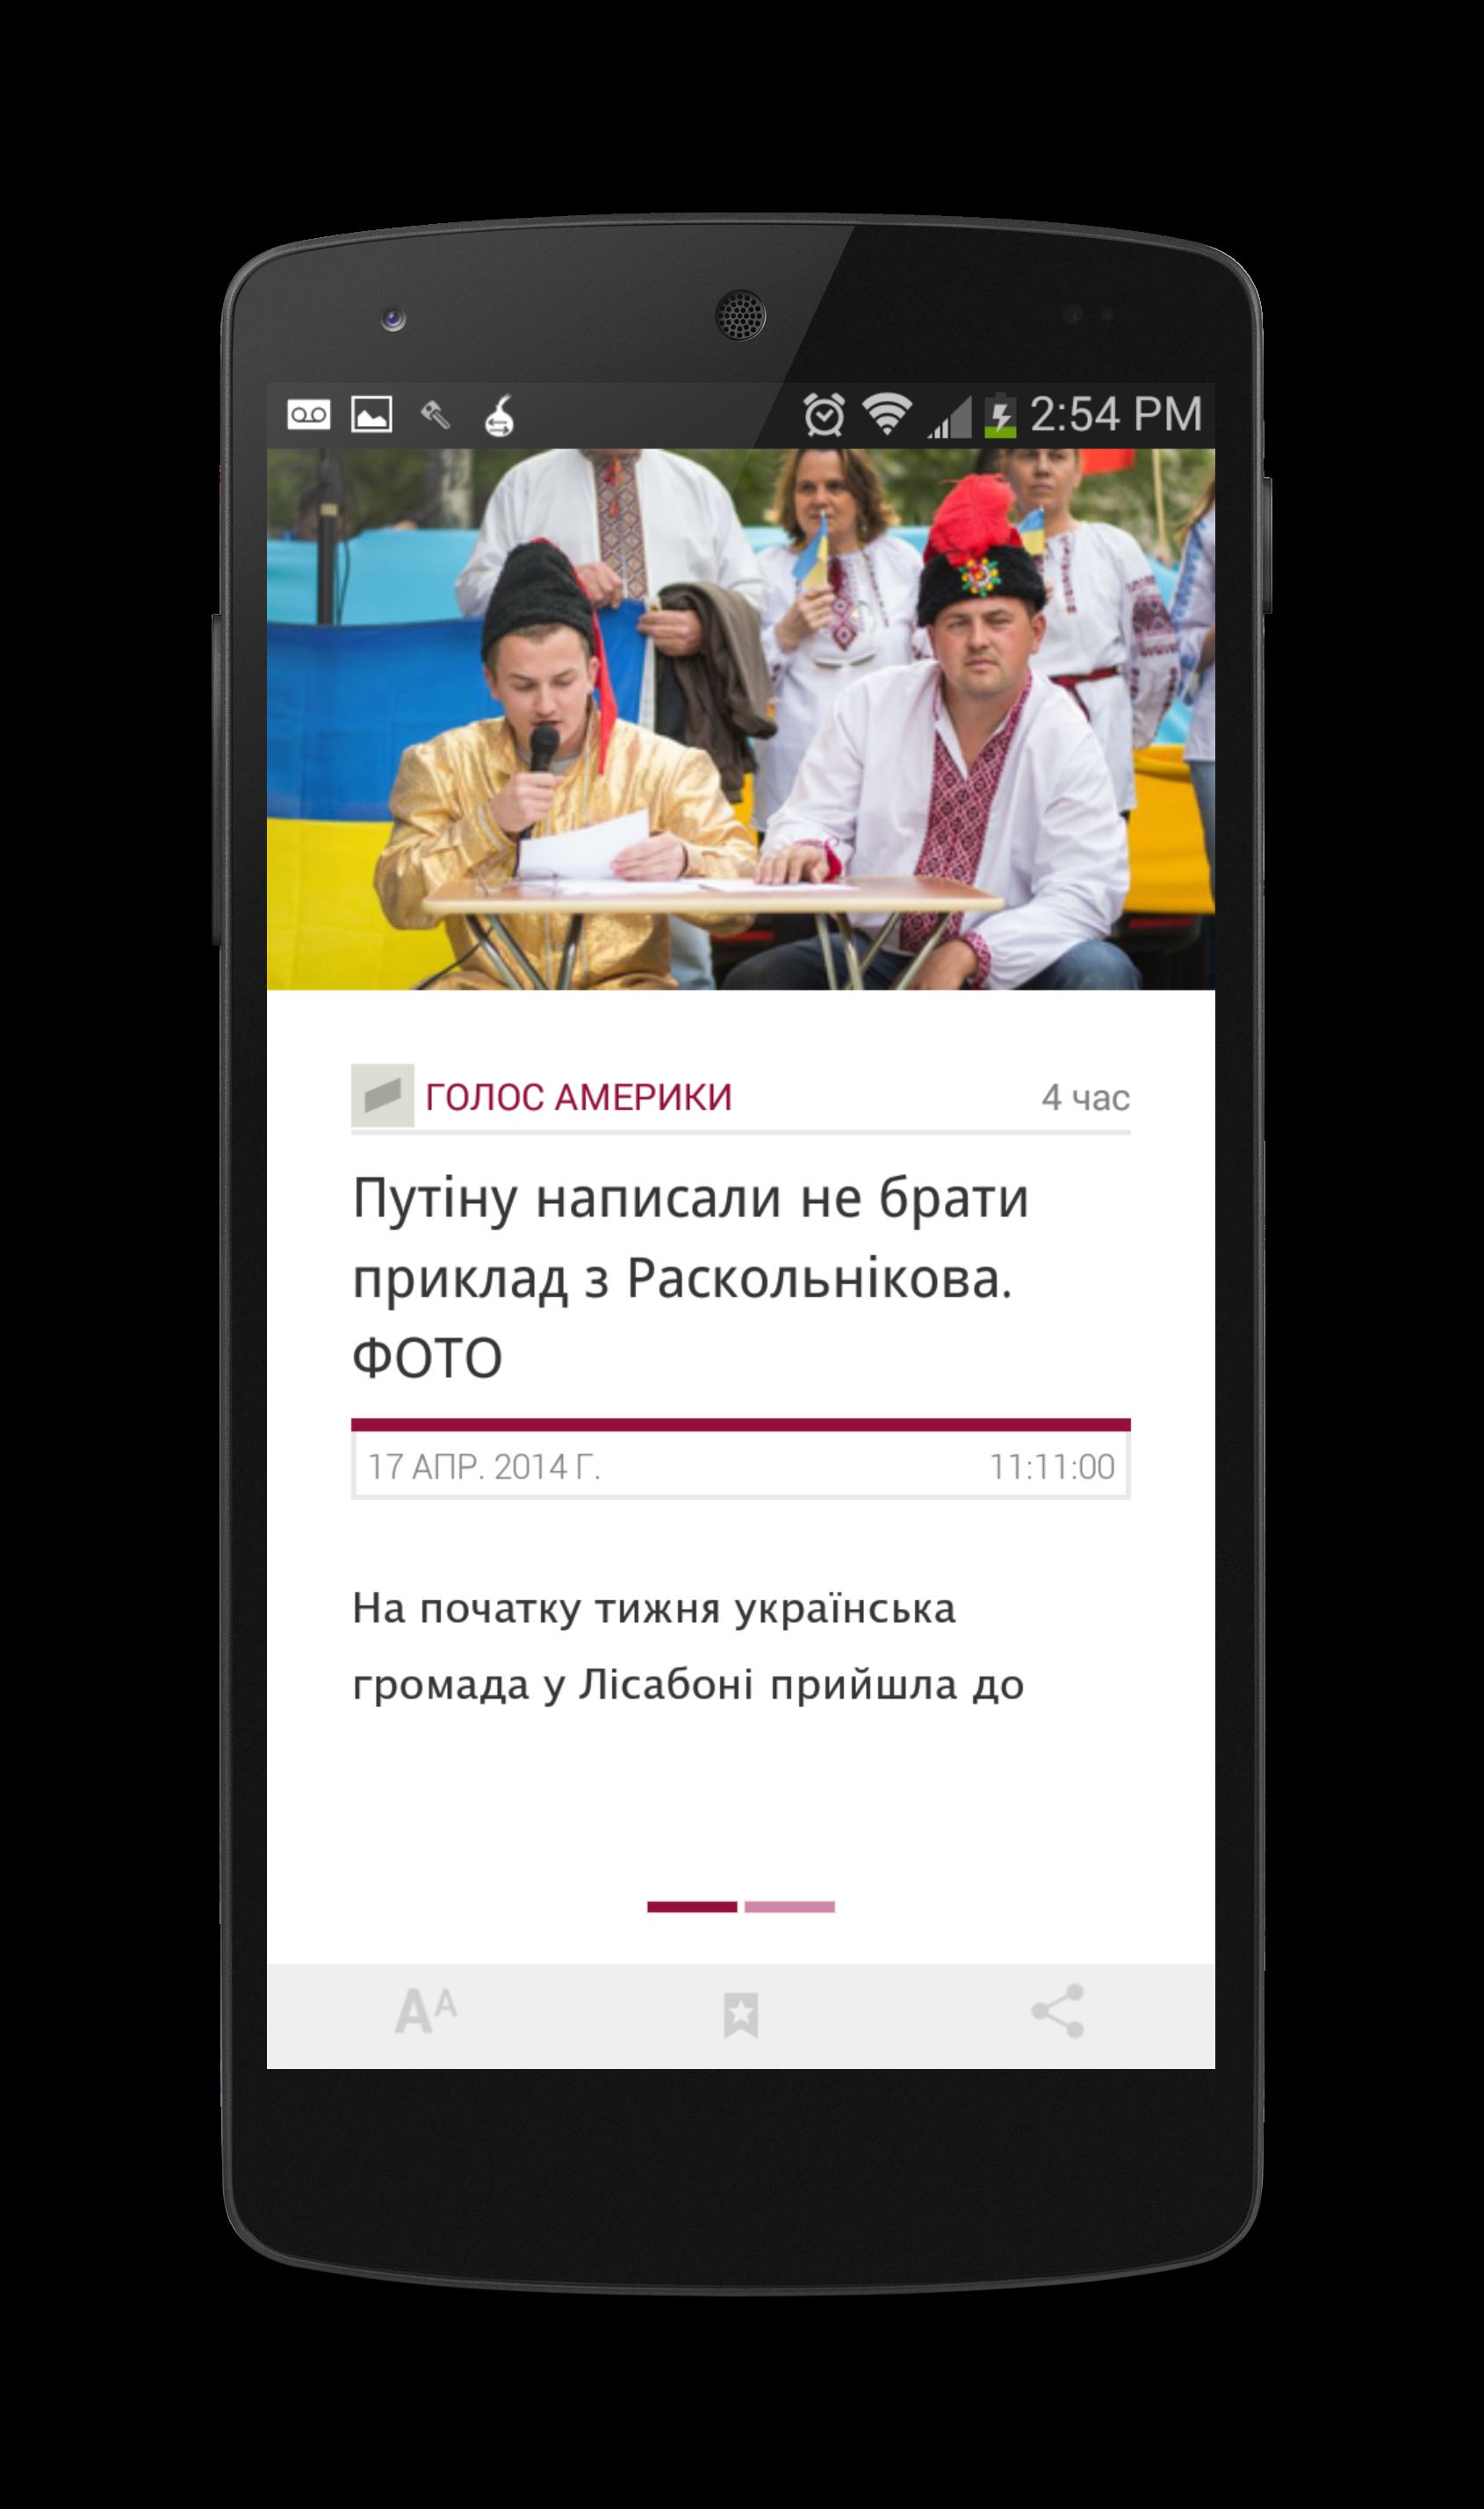 2:54 PM
ГОЛОС АМЕРИКИ
4 час
Путіну написали не брати
приклад з Раскольнікова.
ФОТО
17 АПР. 2014 Г.
11:11:00
На початку тижня українська
громада у Лісабоні прийшла до
AA